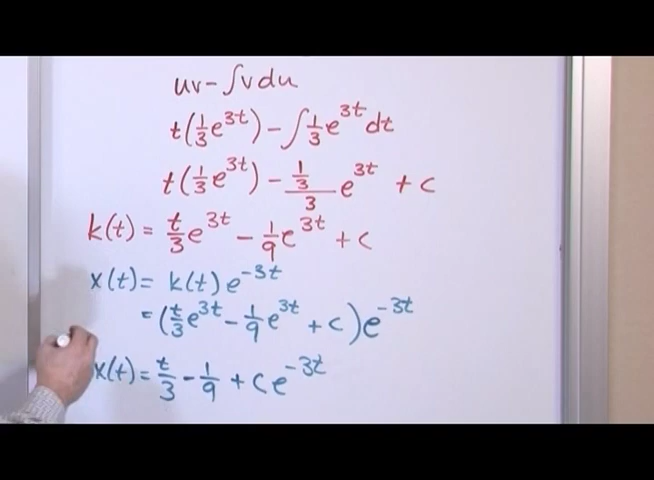 uv - ∫v du
t(1/3 e^3t) - ∫1/3 e^3t dt
t(1/3 e^3t) - (1/3)/3 e^3t + c
k(t) = t/3 e^3t - 1/9 e^3t + c
x(t) = k(t) e^-3t
= (t/3 e^3t - 1/9 e^3t + c) e^-3t
x(t) = t/3 - 1/9 + c e^-3t